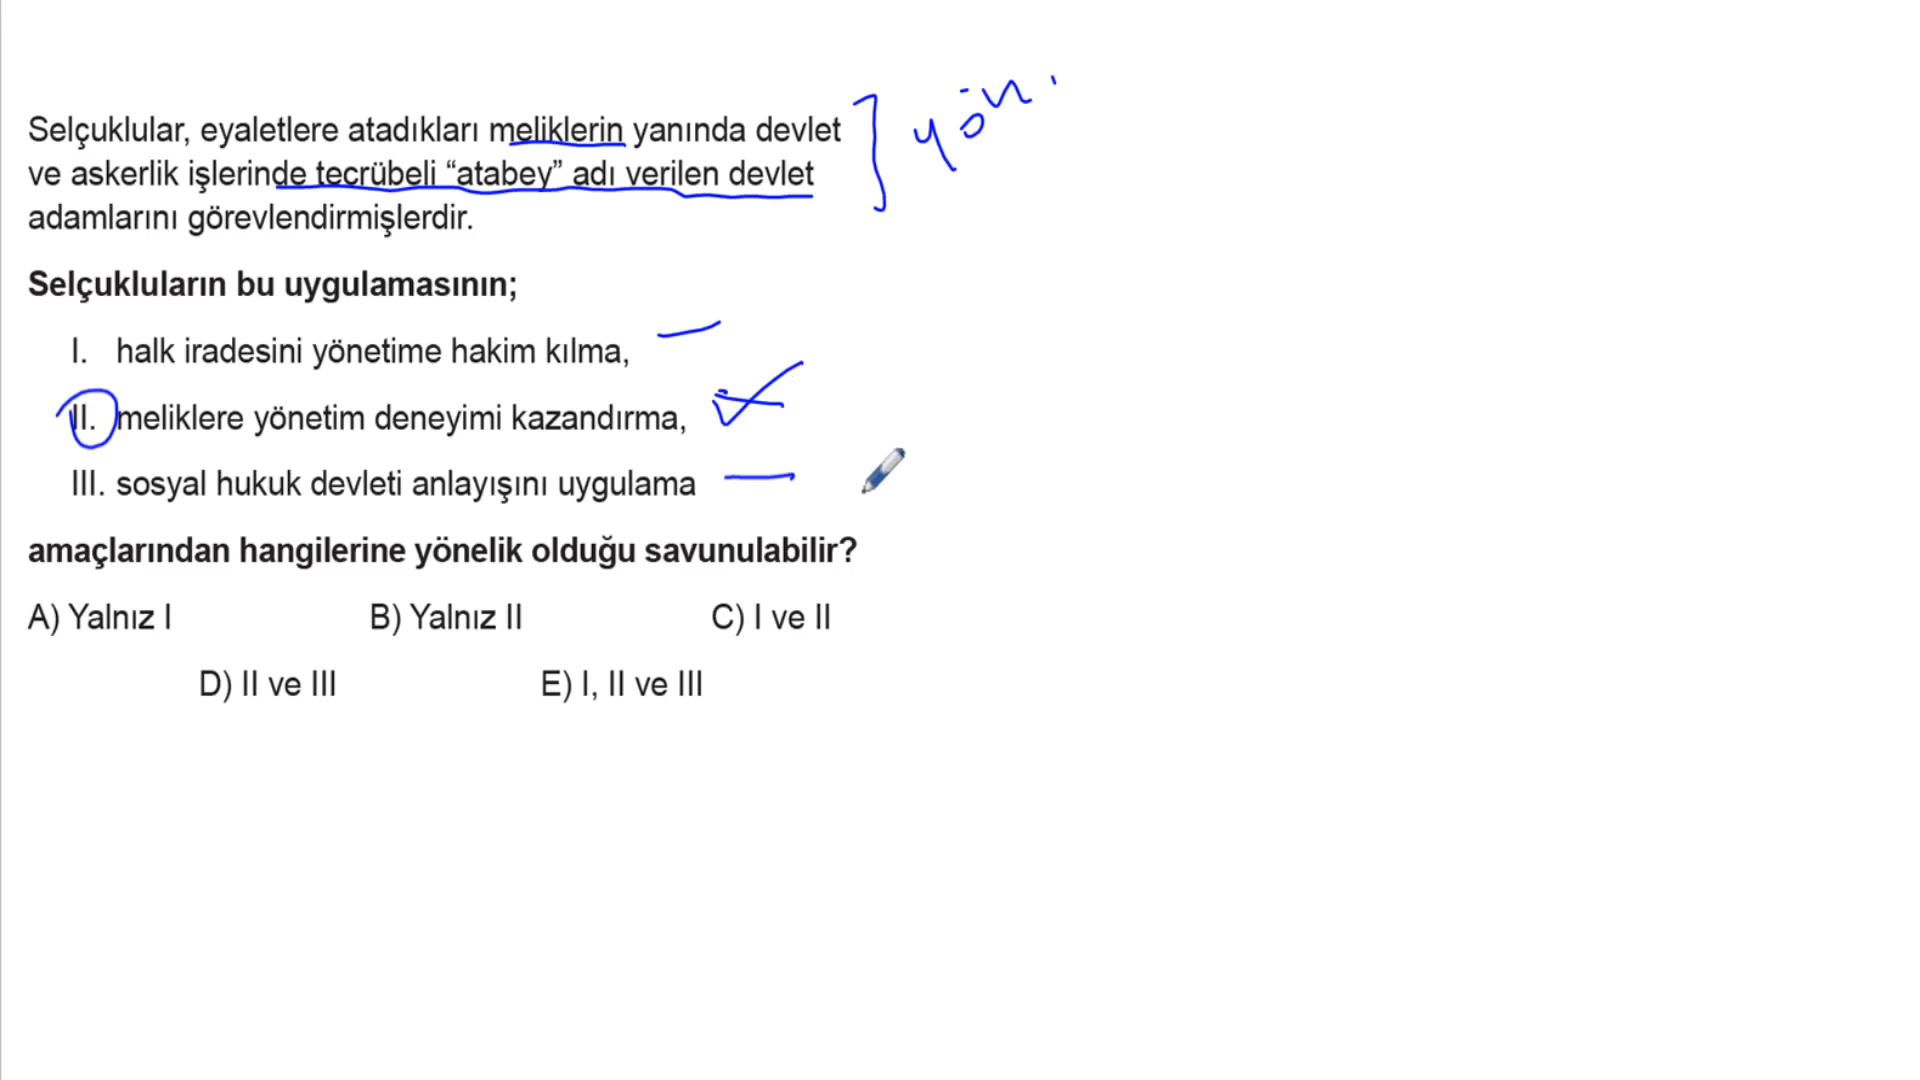 Selçuklular, eyaletlere atadıkları meliklerin yanında devlet
ve askerlik işlerinde tecrübeli “atabey” adı verilen devlet
adamlarını görevlendirmişlerdir.
yön.
Selçukluların bu uygulamasının;
I. halk iradesini yönetime hakim kılma,
II. meliklere yönetim deneyimi kazandırma,
III. sosyal hukuk devleti anlayışını uygulama
amaçlarından hangilerine yönelik olduğu savunulabilir?
A) Yalnız I B) Yalnız II C) I ve II
D) II ve III E) I, II ve III